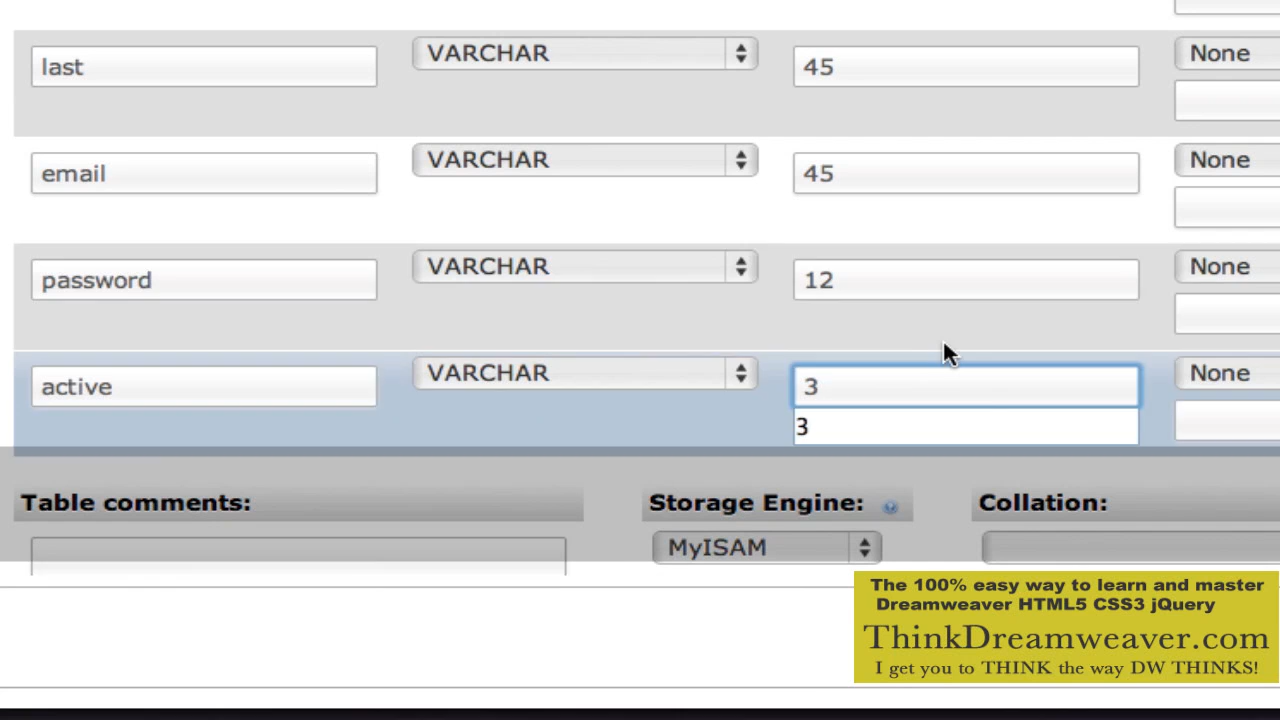 last VARCHAR 45 None
email VARCHAR 45 None
password VARCHAR 12 None
active VARCHAR 3 None
3
Table comments: Storage Engine: Collation:
MyISAM
The 100% easy way to learn and master
Dreamweaver HTML5 CSS3 jQuery
ThinkDreamweaver.com
I get you to THINK the way DW THINKS!